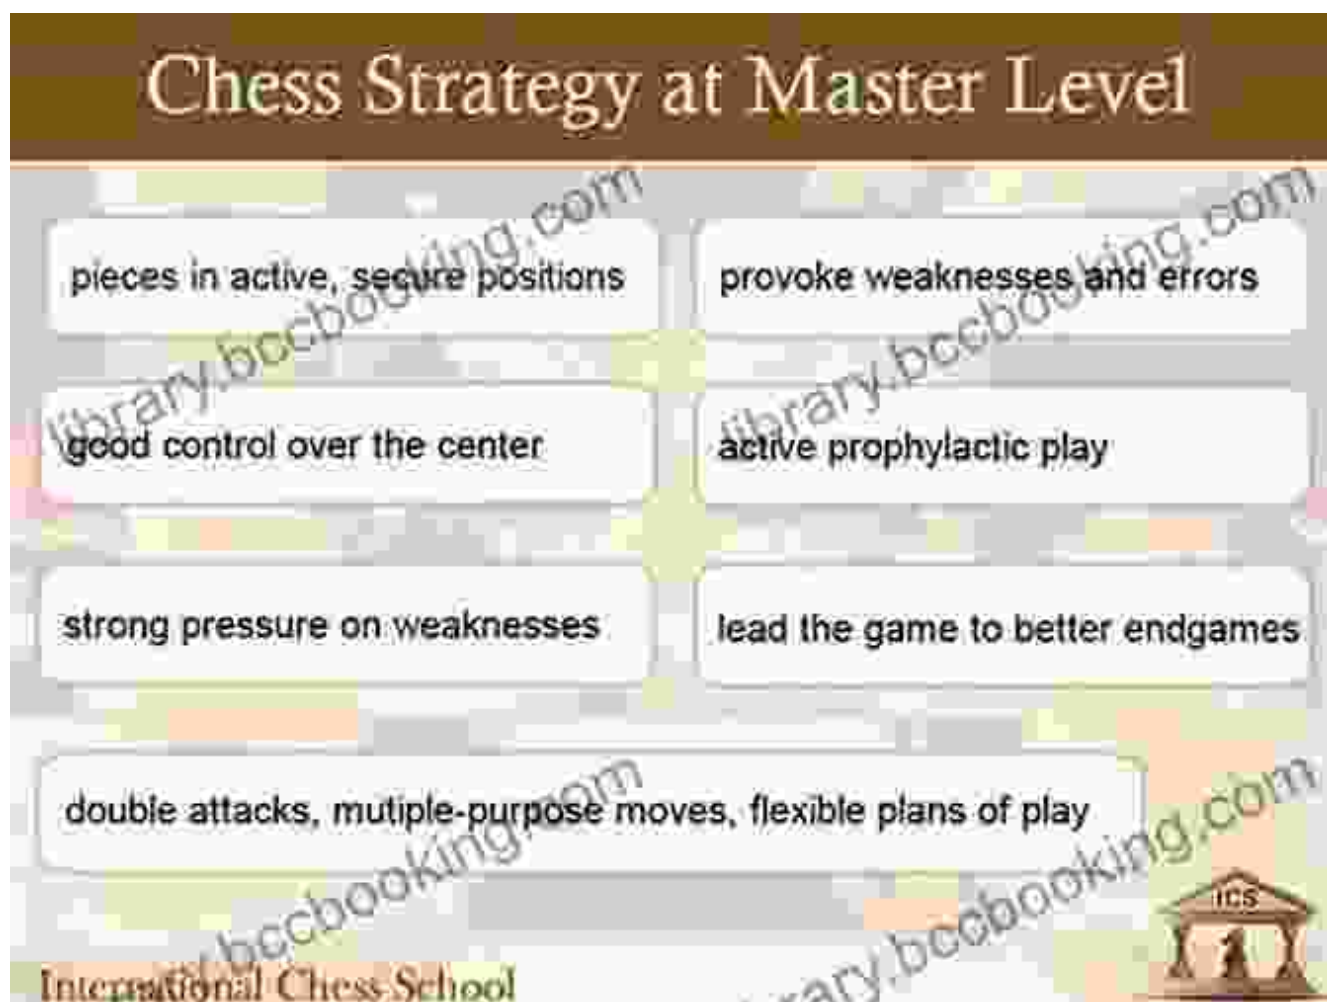 Chess Strategy at Master Level
pieces in active, secure positions
provoke weaknesses and errors
good control over the center
active prophylactic play
strong pressure on weaknesses
lead the game to better endgames
double attacks, mutiple-purpose moves, flexible plans of play
ICS
International Chess School
library.bccbooking.com
library.bccbooking.com
ry.bccbooking.com
rary.bccbooking.com